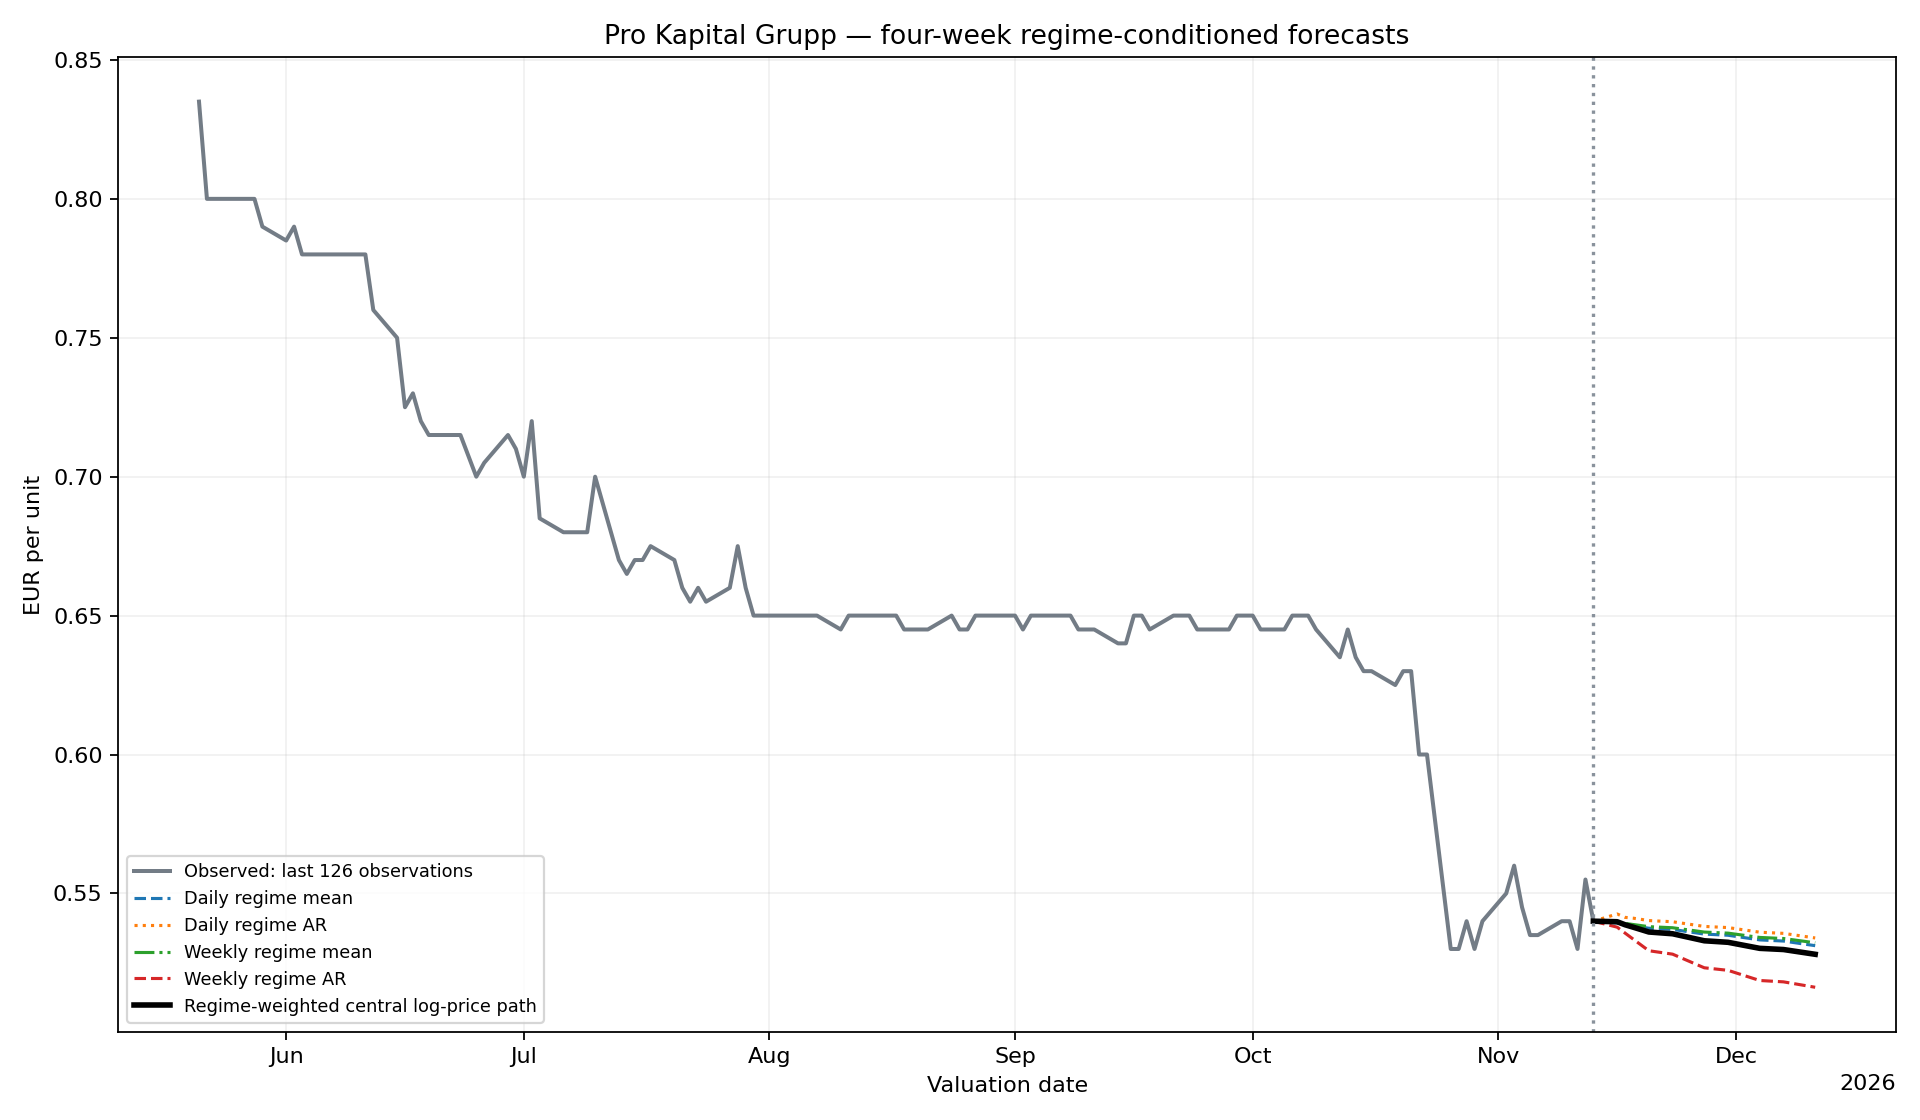 Pro Kapital Grupp — four-week regime-conditioned forecasts
EUR per unit
0.85
0.80
0.75
0.70
0.65
0.60
0.55
Observed: last 126 observations
Daily regime mean
Daily regime AR
Weekly regime mean
Weekly regime AR
Regime-weighted central log-price path
Jun Jul Aug Sep Oct Nov Dec
Valuation date
2026